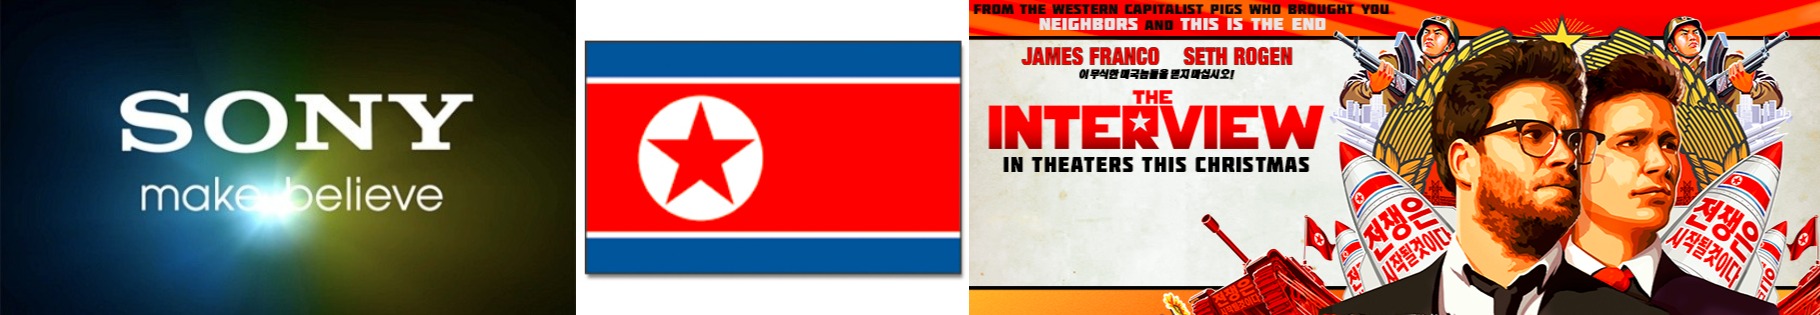 SONY
make.believe
FROM THE WESTERN CAPITALIST PIGS WHO BROUGHT YOU
NEIGHBORS AND THIS IS THE END
JAMES FRANCO SETH ROGEN
이 무식한 미국놈들을 믿지 마십시오!
THE
INTERVIEW
IN THEATERS THIS CHRISTMAS
전쟁은
시작될것이다
전쟁은
시작될것이다
전쟁은